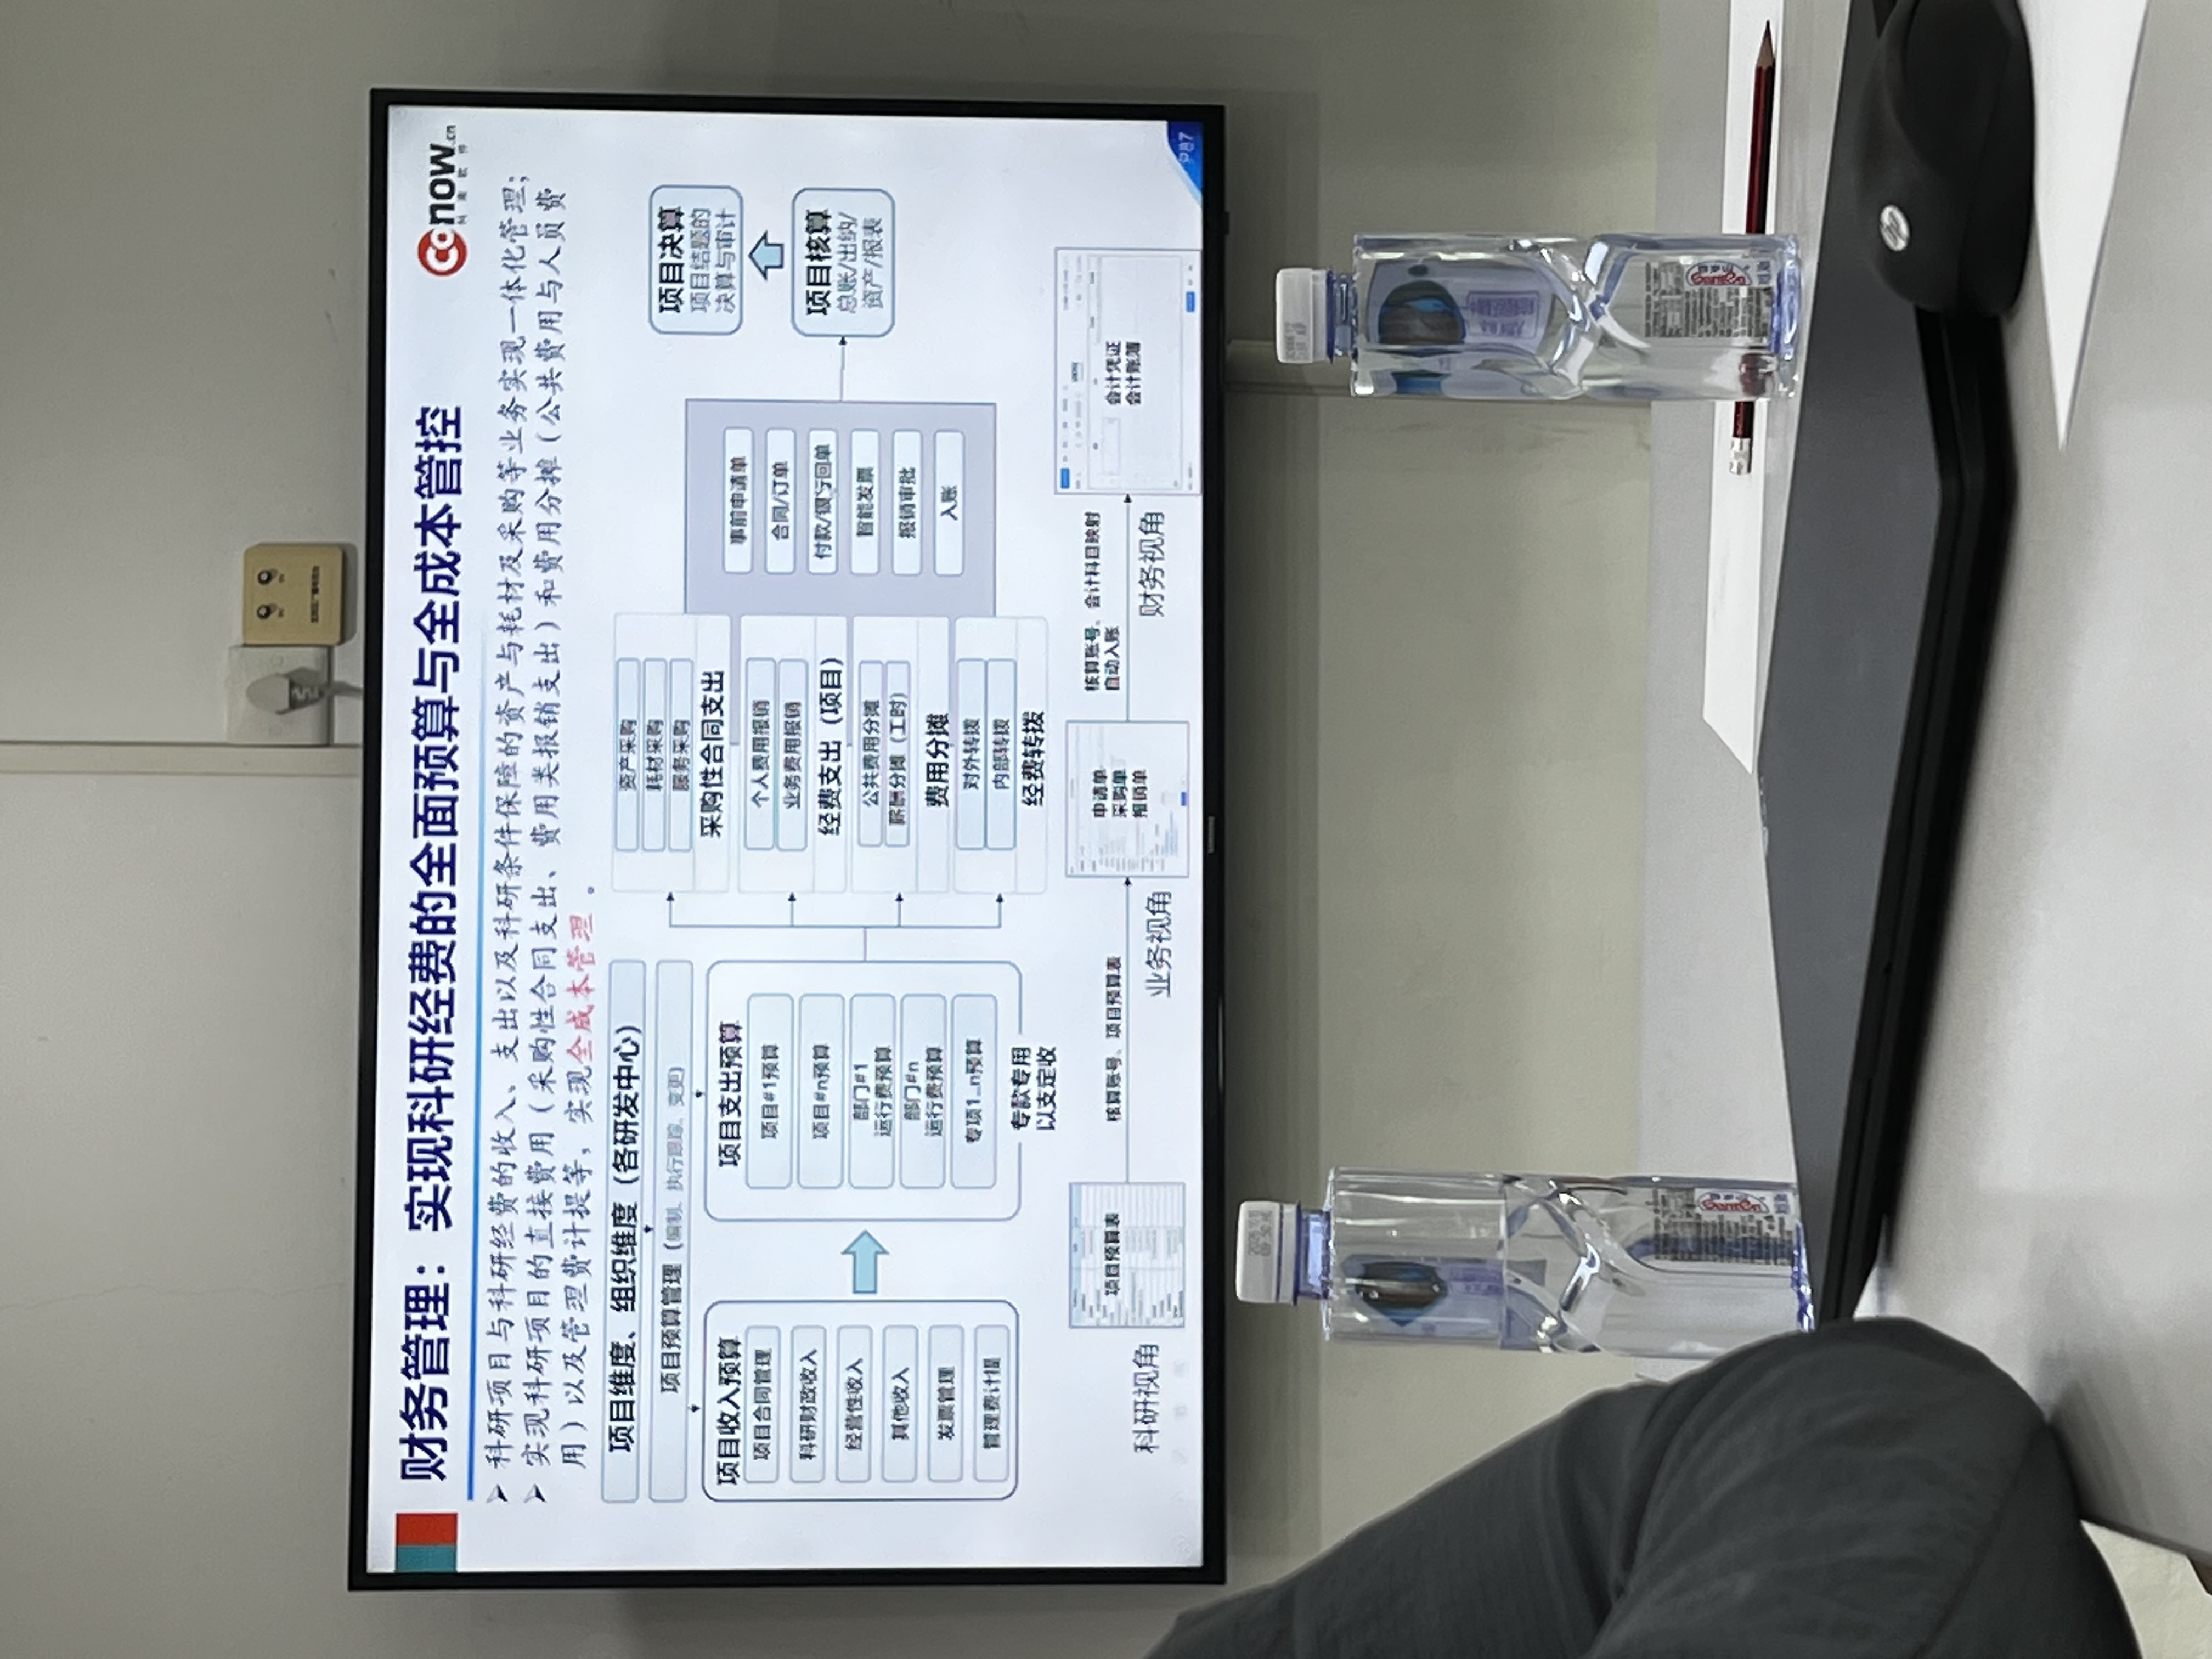 财务管理：实现科研经费的全面预算与全成本管控
conow.cn
科南软件
➢ 科研项目与科研经费的收入、支出以及科研条件保障的资产与耗材及采购等业务实现一体化管理；
➢ 实现科研项目的直接费用（采购性合同支出、费用类报销支出）和费用分摊（公共费用与人员费
用）以及管理费计提等，实现全成本管理 。
项目维度、组织维度（各研发中心）
项目预算管理（编制、执行跟踪、变更）
项目收入预算
项目合同管理
科研财政收入
经营性收入
其他收入
发票管理
管理费计提
项目支出预算
项目#1预算
项目#n预算
部门#1
运行费预算
部门#n
运行费预算
专项1...n预算
专款专用
以支定收
资产采购
耗材采购
服务采购
采购性合同支出
个人费用报销
业务费用报销
经费支出（项目）
公共费用分摊
薪酬分摊（工时）
费用分摊
对外转拨
内部转拨
经费转拨
事前申请单
合同/订单
付款/银行回单
智能发票
报销审批
入账
项目决算
项目结题的
决算与审计
项目核算
总账/出纳/
资产/报表
科研视角
项目预算表
核算账号、项目预算表
业务视角
申请单
采购单
报销单
核算账号、会计科目映射
自动入账
财务视角
会计凭证
会计账簿
P87
SAMSUNG
hp